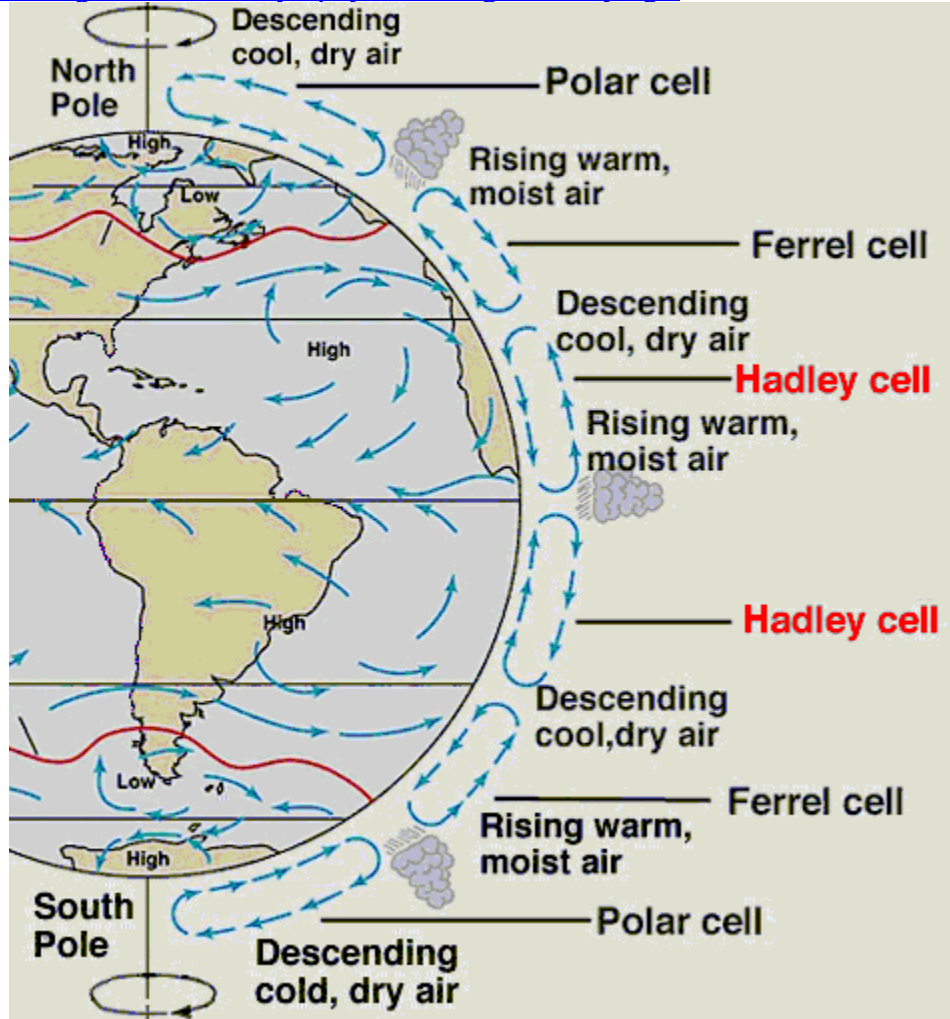 Descending
cool, dry air
North
Pole
Polar cell
High
Rising warm,
moist air
Low
Ferrel cell
Descending
cool, dry air
High
Hadley cell
Rising warm,
moist air
High
Hadley cell
Descending
cool,dry air
Low
Ferrel cell
Rising warm,
moist air
High
South
Pole
Polar cell
Descending
cold, dry air